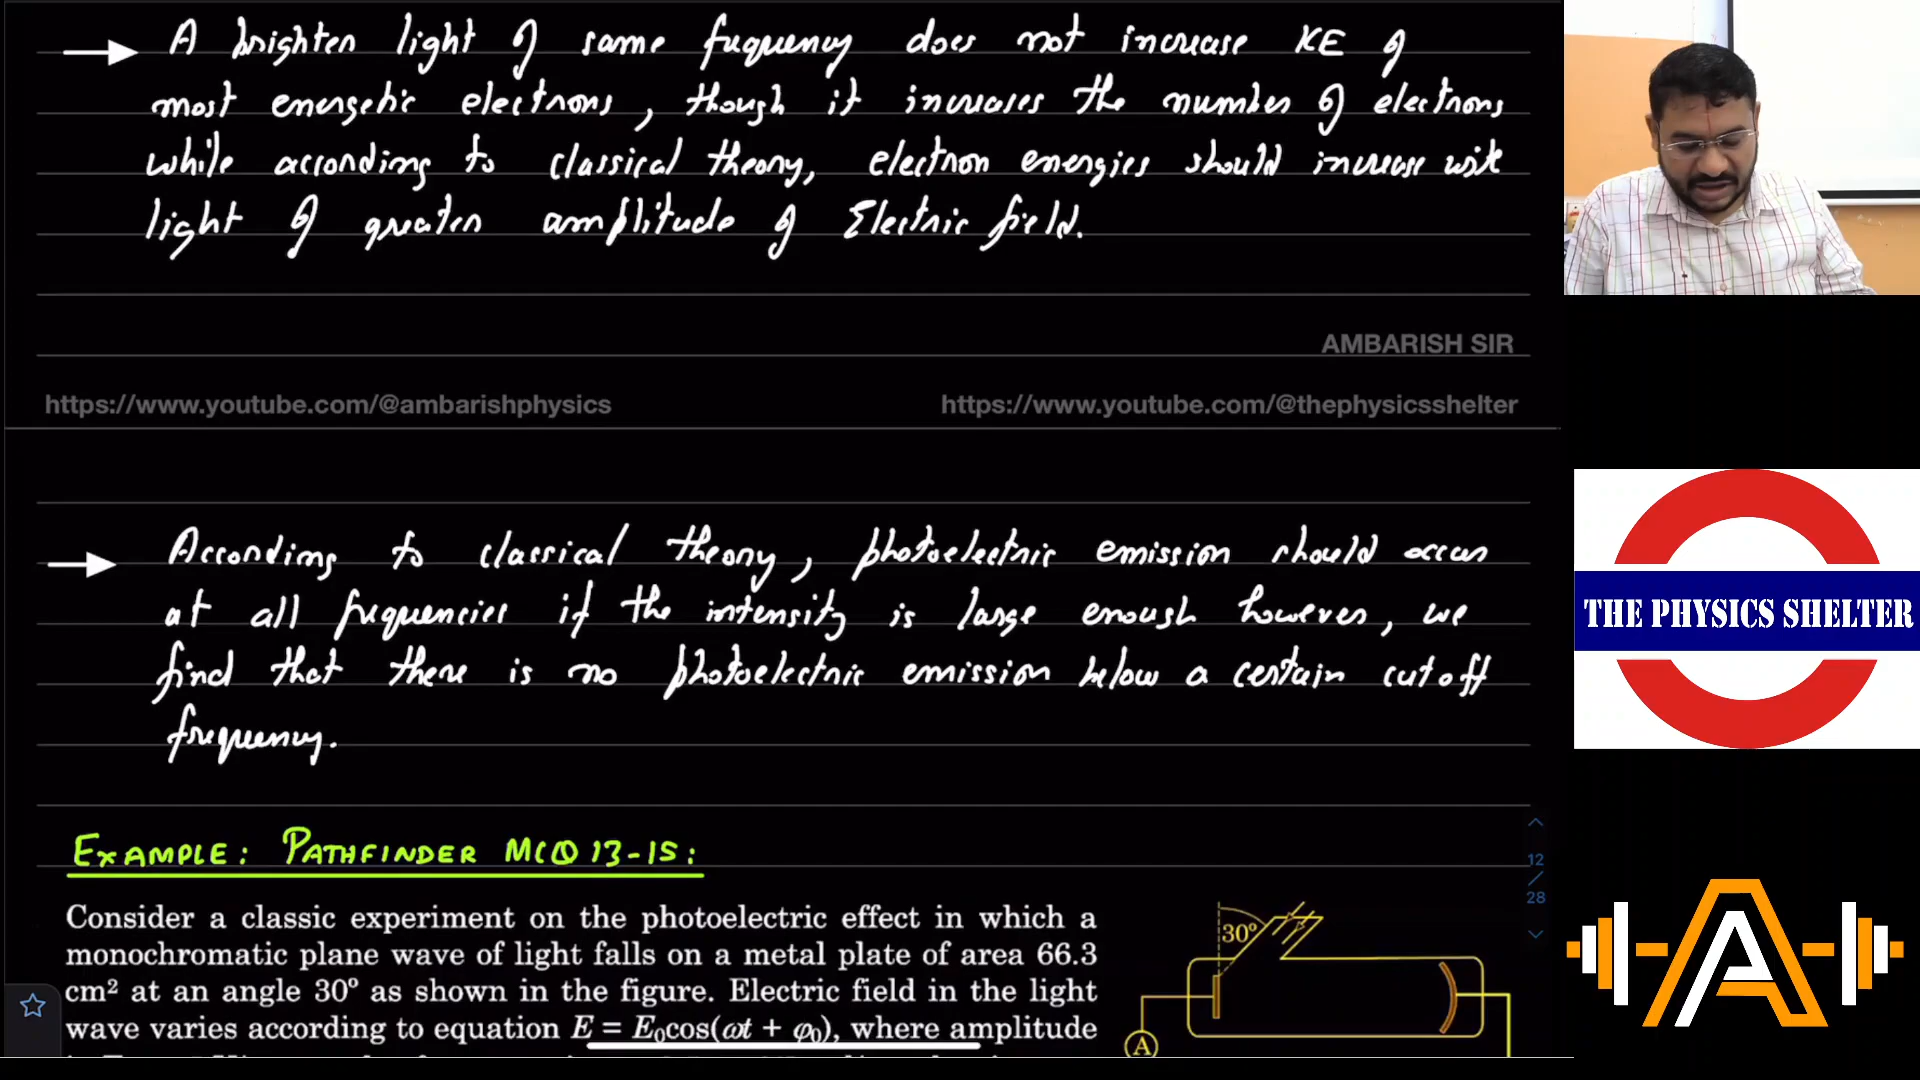 A brighter light of same frequency does not increase KE of
most energetic electrons, though it increases the number of electrons
while according to classical theory, electron energies should increase with
light of greater amplitude of Electric field.
AMBARISH SIR
https://www.youtube.com/@ambarishphysics
https://www.youtube.com/@thephysicsshelter
According to classical theory, photoelectric emission should occur
at all frequencies if the intensity is large enough however, we
find that there is no photoelectric emission below a certain cutoff
frequency.
THE PHYSICS SHELTER
EXAMPLE: PATHFINDER MCQ 13-15:
12
/
28
Consider a classic experiment on the photoelectric effect in which a
monochromatic plane wave of light falls on a metal plate of area 66.3
cm² at an angle 30° as shown in the figure. Electric field in the light
wave varies according to equation E = E₀cos(ωt + φ₀), where amplitude
30°
A
A